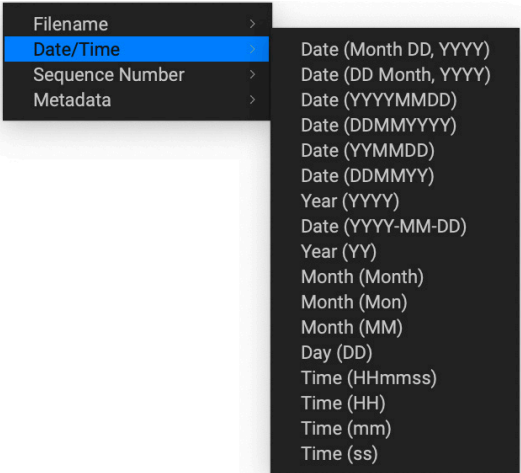 Filename
Date/Time
Sequence Number
Metadata
Date (Month DD, YYYY)
Date (DD Month, YYYY)
Date (YYYYMMDD)
Date (DDMMYYYY)
Date (YYMMDD)
Date (DDMMYY)
Year (YYYY)
Date (YYYY-MM-DD)
Year (YY)
Month (Month)
Month (Mon)
Month (MM)
Day (DD)
Time (HHmmss)
Time (HH)
Time (mm)
Time (ss)